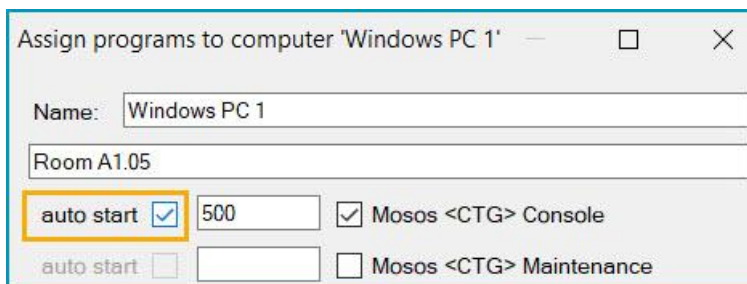 Assign programs to computer 'Windows PC 1'
Name: Windows PC 1
Room A1.05
auto start 500 Mosos <CTG> Console
auto start Mosos <CTG> Maintenance